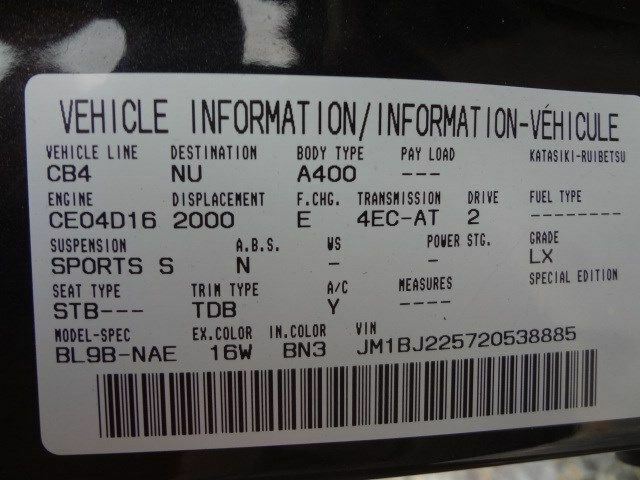 VEHICLE INFORMATION/INFORMATION-VÉHICULE
VEHICLE LINE DESTINATION BODY TYPE PAY LOAD KATASIKI-RUIBETSU
CB4 NU A400 ---
ENGINE DISPLACEMENT F.CHG. TRANSMISSION DRIVE FUEL TYPE
CE04D16 2000 E 4EC-AT 2 --------
SUSPENSION A.B.S. WS POWER STG. GRADE
SPORTS S N - - LX
SEAT TYPE TRIM TYPE A/C MEASURES SPECIAL EDITION
STB--- TDB Y ----
MODEL-SPEC EX.COLOR IN.COLOR VIN
BL9B-NAE 16W BN3 JM1BJ225720538885